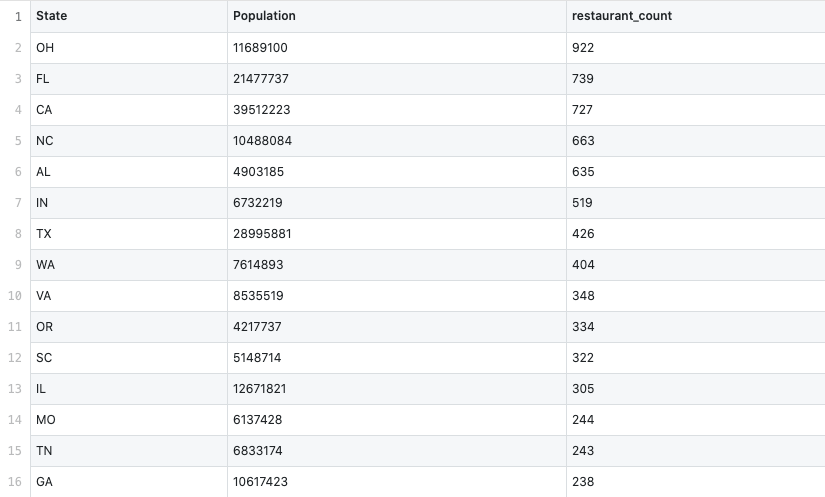 1 State Population restaurant_count
2 OH 11689100 922
3 FL 21477737 739
4 CA 39512223 727
5 NC 10488084 663
6 AL 4903185 635
7 IN 6732219 519
8 TX 28995881 426
9 WA 7614893 404
10 VA 8535519 348
11 OR 4217737 334
12 SC 5148714 322
13 IL 12671821 305
14 MO 6137428 244
15 TN 6833174 243
16 GA 10617423 238